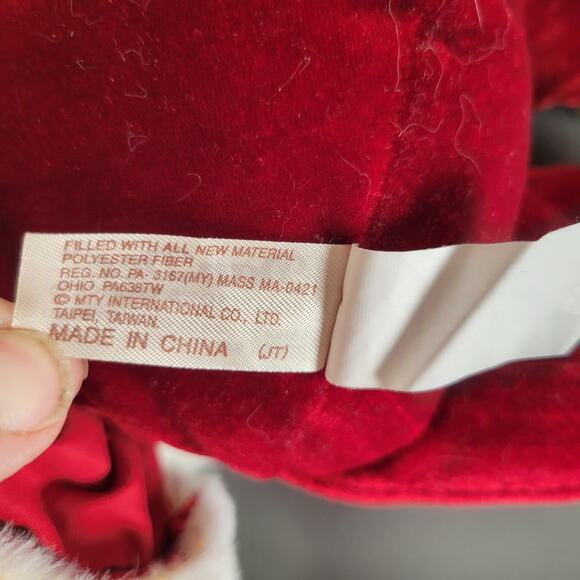 FILLED WITH ALL NEW MATERIAL
POLYESTER FIBER
REG. NO. PA- 3167(MY) MASS MA-0421
OHIO PA638TW
© MTY INTERNATIONAL CO., LTD.
TAIPEI, TAIWAN.
MADE IN CHINA (JT)